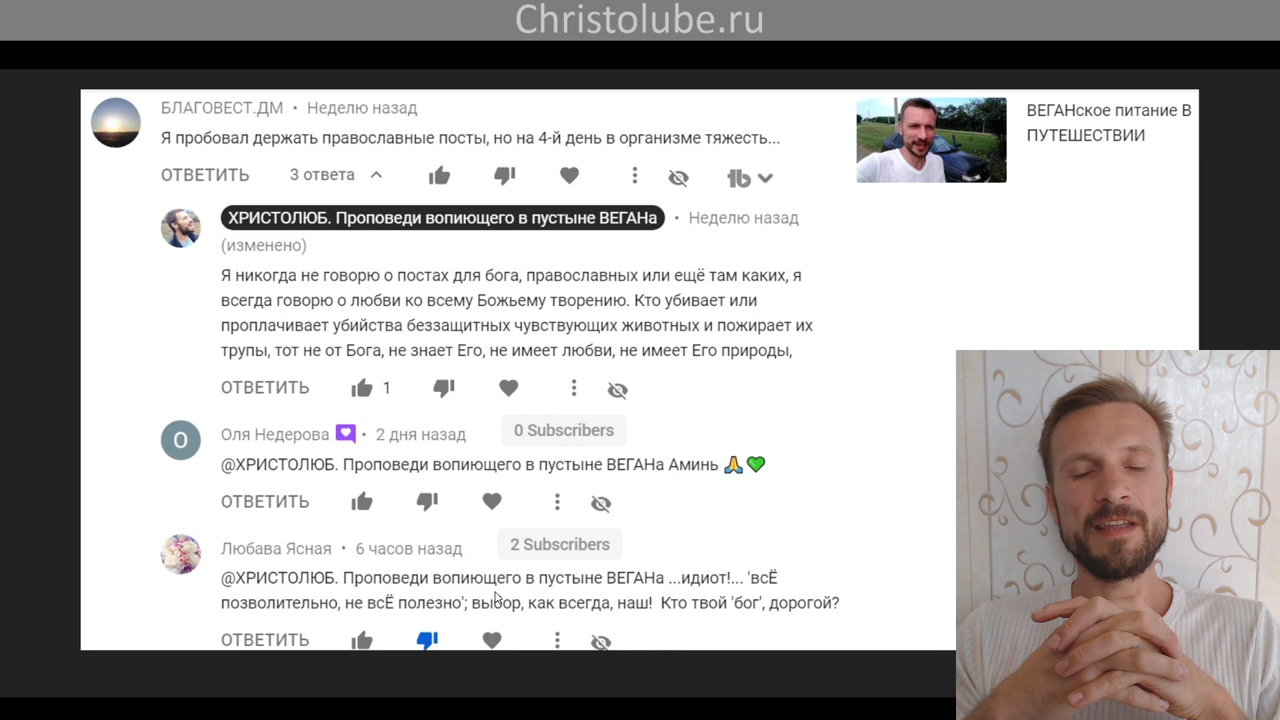 Christolube.ru
БЛАГОВЕСТ.ДМ • Неделю назад
Я пробовал держать православные посты, но на 4-й день в организме тяжесть...
ОТВЕТИТЬ 3 ответа
ВЕГАНское питание В
ПУТЕШЕСТВИИ
ХРИСТОЛЮБ. Проповеди вопиющего в пустыне ВЕГАНа • Неделю назад
(изменено)
Я никогда не говорю о постах для бога, православных или ещё там каких, я
всегда говорю о любви ко всему Божьему творению. Кто убивает или
проплачивает убийства беззащитных чувствующих животных и пожирает их
трупы, тот не от Бога, не знает Его, не имеет любви, не имеет Его природы,
ОТВЕТИТЬ 1
О
Оля Недерова • 2 дня назад 0 Subscribers
@ХРИСТОЛЮБ. Проповеди вопиющего в пустыне ВЕГАНа Аминь 🙏💚
ОТВЕТИТЬ
Любава Ясная • 6 часов назад 2 Subscribers
@ХРИСТОЛЮБ. Проповеди вопиющего в пустыне ВЕГАНа ...идиот!... 'всЁ
позволительно, не всЁ полезно'; выбор, как всегда, наш! Кто твой 'бог', дорогой?
ОТВЕТИТЬ